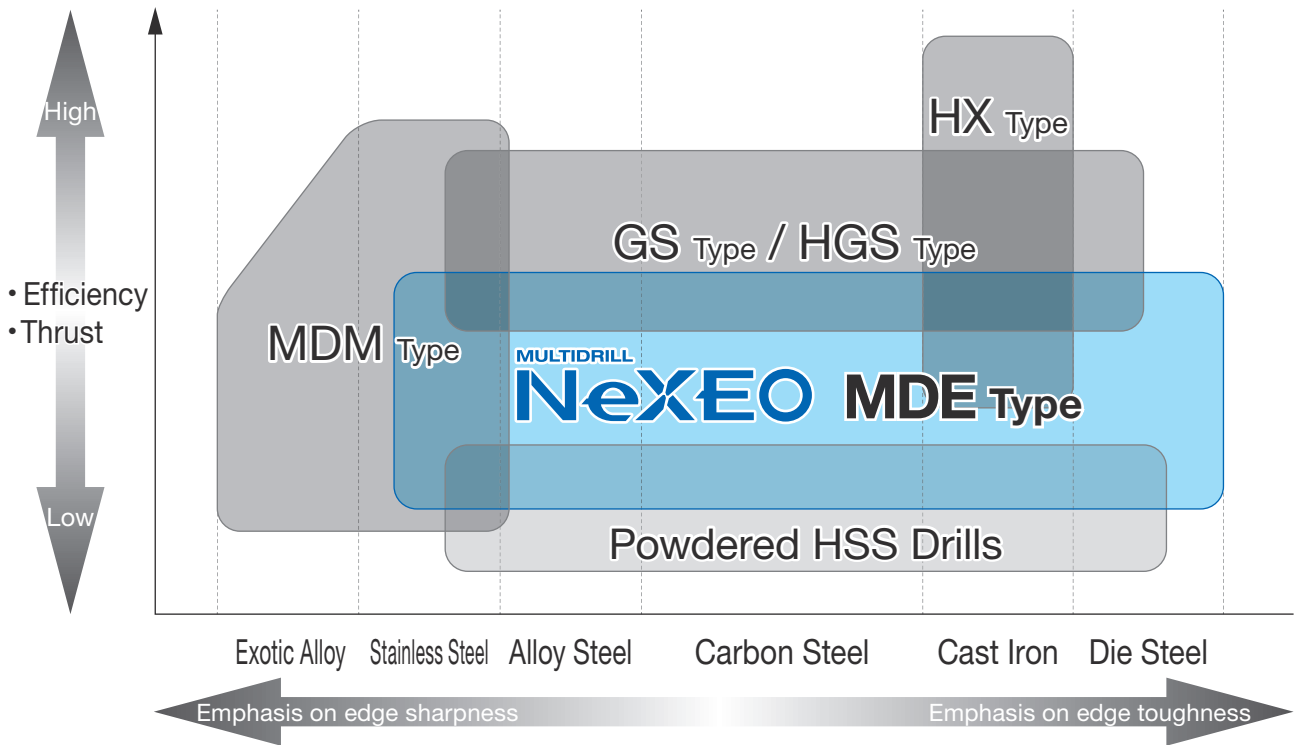 High
• Efficiency
• Thrust
Low
HX Type
GS Type / HGS Type
MDM Type
MULTIDRILL
NeXEO MDE Type
Powdered HSS Drills
Exotic Alloy Stainless Steel Alloy Steel Carbon Steel Cast Iron Die Steel
Emphasis on edge sharpness Emphasis on edge toughness